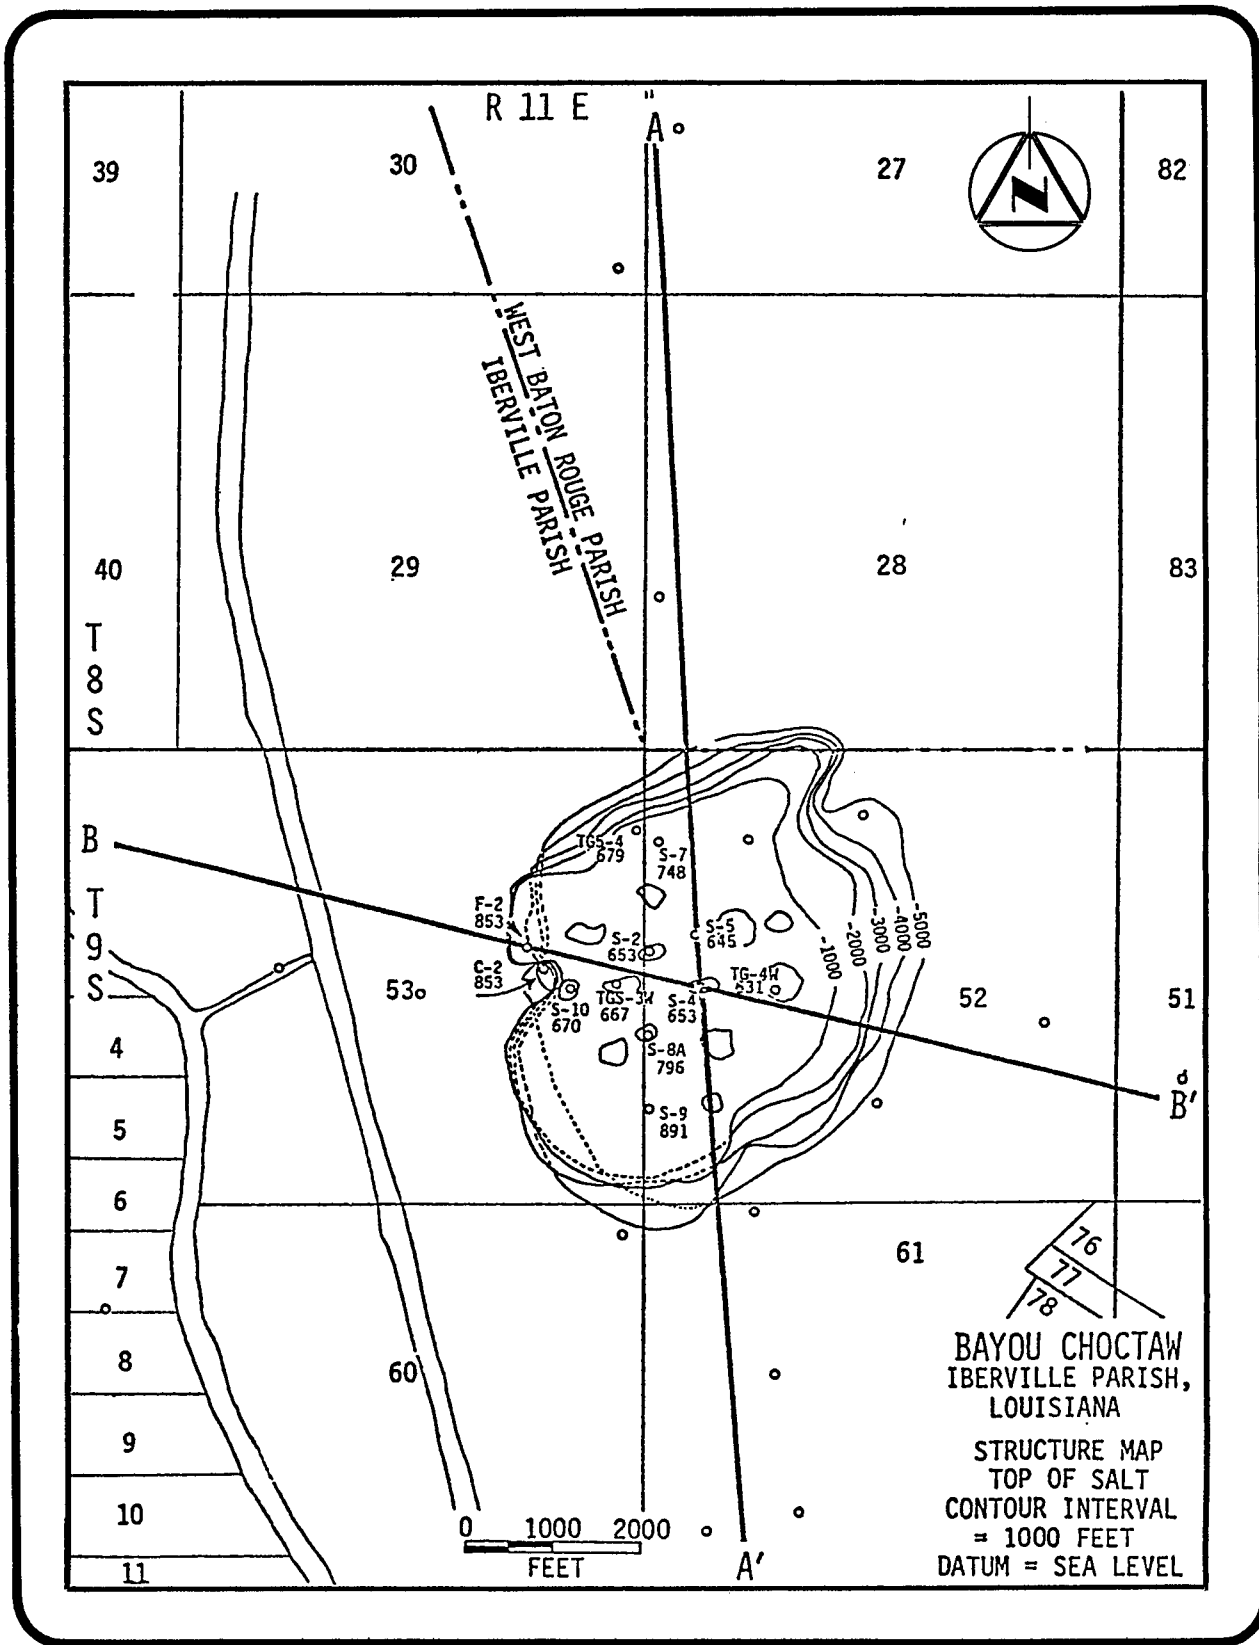 R 11 E
A
39
30
27
82
N
WEST BATON ROUGE PARISH
IBERVILLE PARISH
40
29
28
83
T
8
S
B
TGS-4
679
S-7
748
T
9
S
F-2
853
S-2
653
S-5
645
-1000
-2000
-3000
-4000
-5000
C-2
853
53
S-10
670
TGS-3W
667
S-4
653
TG-4W
52
51
4
S-8A
796
B'
5
S-9
891
6
61
76
7
77
78
8
60
BAYOU CHOCTAW
IBERVILLE PARISH,
LOUISIANA
9
STRUCTURE MAP
TOP OF SALT
CONTOUR INTERVAL
= 1000 FEET
DATUM = SEA LEVEL
10
0 1000 2000
FEET
11
A'